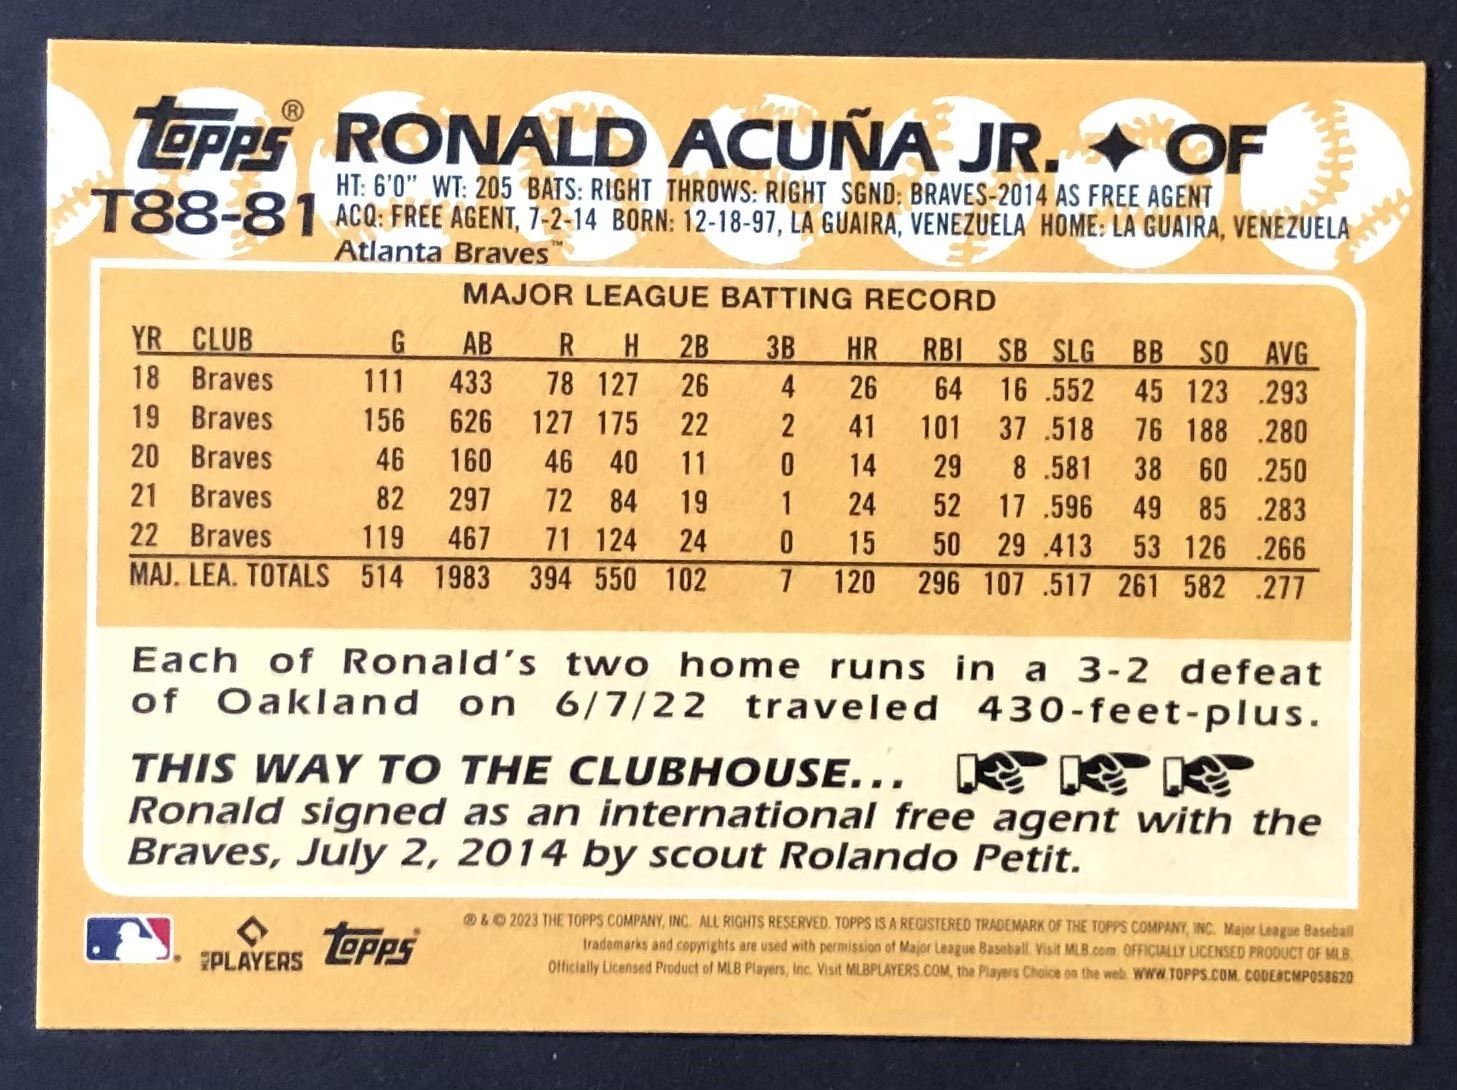 Topps® RONALD ACUÑA JR. ✦ OF
T88-81
HT: 6'0" WT: 205 BATS: RIGHT THROWS: RIGHT SGND: BRAVES-2014 AS FREE AGENT
ACQ: FREE AGENT, 7-2-14 BORN: 12-18-97, LA GUAIRA, VENEZUELA HOME: LA GUAIRA, VENEZUELA
Atlanta Braves™
MAJOR LEAGUE BATTING RECORD
YR CLUB G AB R H 2B 3B HR RBI SB SLG BB SO AVG
18 Braves 111 433 78 127 26 4 26 64 16 .552 45 123 .293
19 Braves 156 626 127 175 22 2 41 101 37 .518 76 188 .280
20 Braves 46 160 46 40 11 0 14 29 8 .581 38 60 .250
21 Braves 82 297 72 84 19 1 24 52 17 .596 49 85 .283
22 Braves 119 467 71 124 24 0 15 50 29 .413 53 126 .266
MAJ. LEA. TOTALS 514 1983 394 550 102 7 120 296 107 .517 261 582 .277
Each of Ronald's two home runs in a 3-2 defeat
of Oakland on 6/7/22 traveled 430-feet-plus.
THIS WAY TO THE CLUBHOUSE...
Ronald signed as an international free agent with the
Braves, July 2, 2014 by scout Rolando Petit.
PLAYERS Topps
® & © 2023 THE TOPPS COMPANY, INC. ALL RIGHTS RESERVED. TOPPS IS A REGISTERED TRADEMARK OF THE TOPPS COMPANY, INC. Major League Baseball
trademarks and copyrights are used with permission of Major League Baseball. Visit MLB.com. OFFICIALLY LICENSED PRODUCT OF MLB
Officially Licensed Product of MLB Players, Inc. Visit MLBPLAYERS.COM, the Players Choice on the web. WWW.TOPPS.COM. CODE#CMP058620